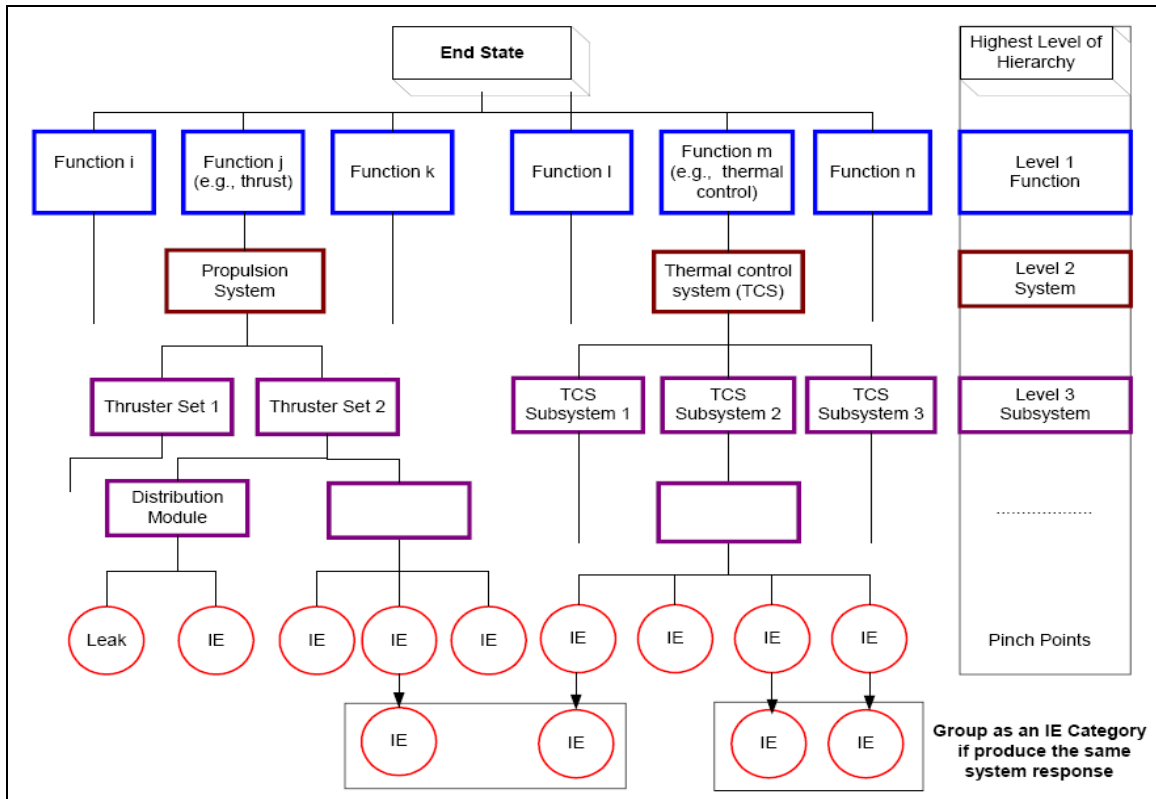 End State
Highest Level of
Hierarchy
Function i
Function j
(e.g., thrust)
Function k
Function l
Function m
(e.g., thermal
control)
Function n
Level 1
Function
Propulsion
System
Thermal control
system (TCS)
Level 2
System
Thruster Set 1
Thruster Set 2
TCS
Subsystem 1
TCS
Subsystem 2
TCS
Subsystem 3
Level 3
Subsystem
Distribution
Module
...................
Leak
IE
IE
IE
IE
IE
IE
IE
IE
Pinch Points
IE
IE
IE
IE
Group as an IE Category
if produce the same
system response